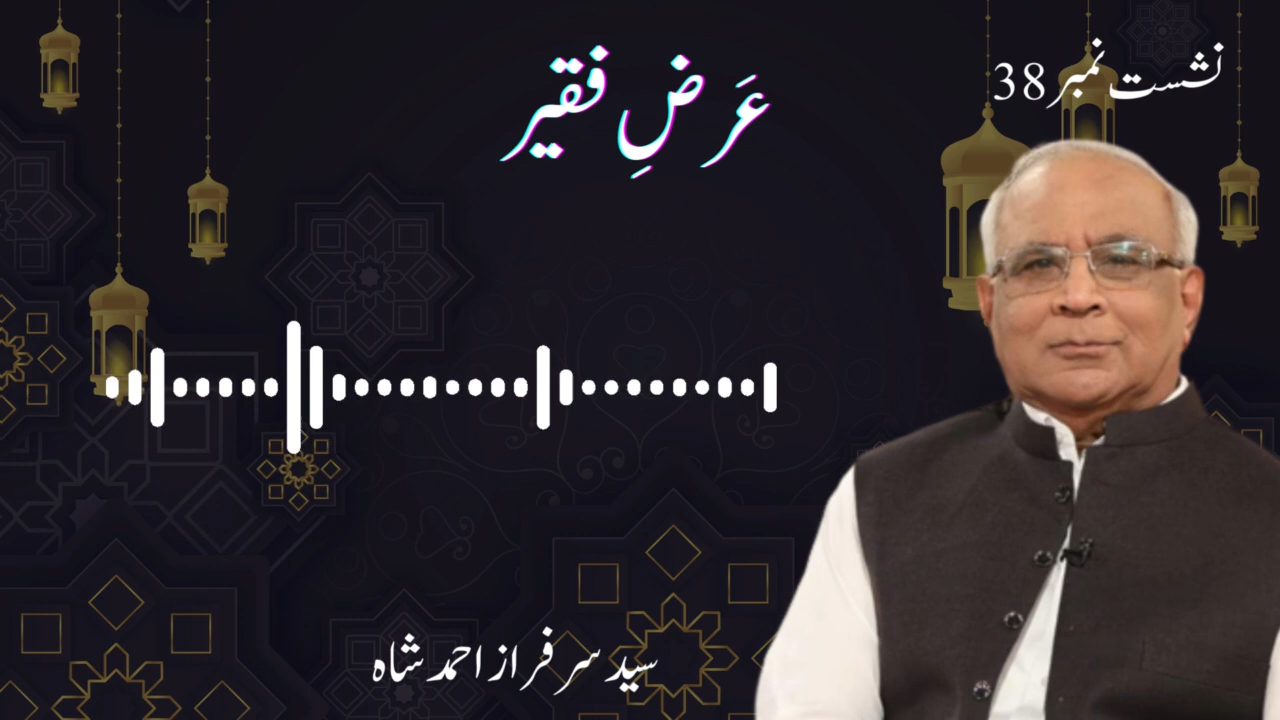 نشست نمبر 38
عَرضِ فقیر
سید سرفراز احمد شاہ